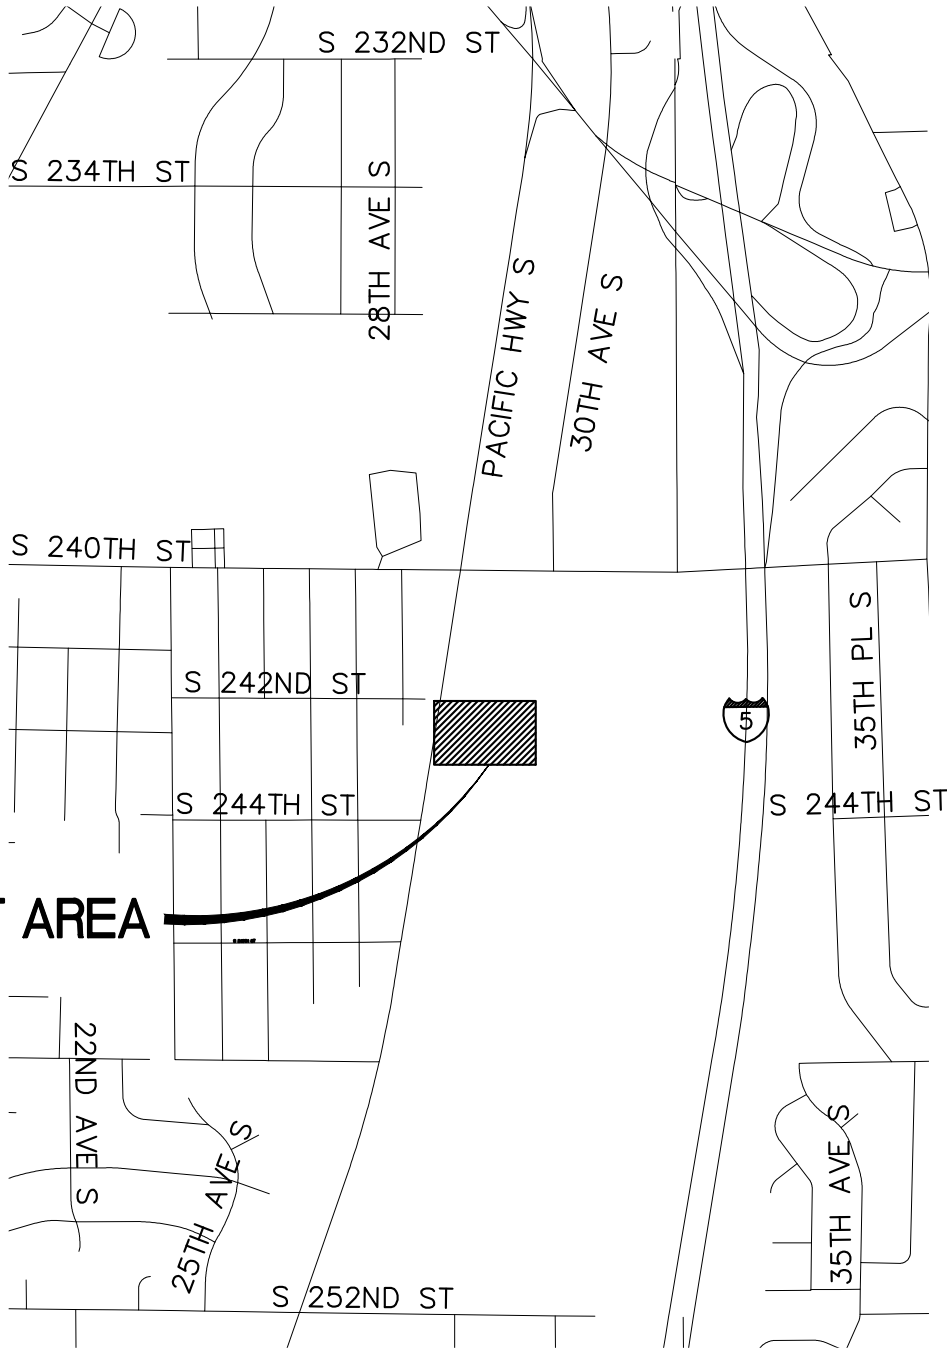 S 232ND ST
S 234TH ST
28TH AVE S
PACIFIC HWY S
30TH AVE S
S 240TH ST
35TH PL S
S 242ND ST
5
S 244TH ST
S 244TH ST
AREA
22ND AVE S
25TH AVE S
35TH AVE S
S 252ND ST